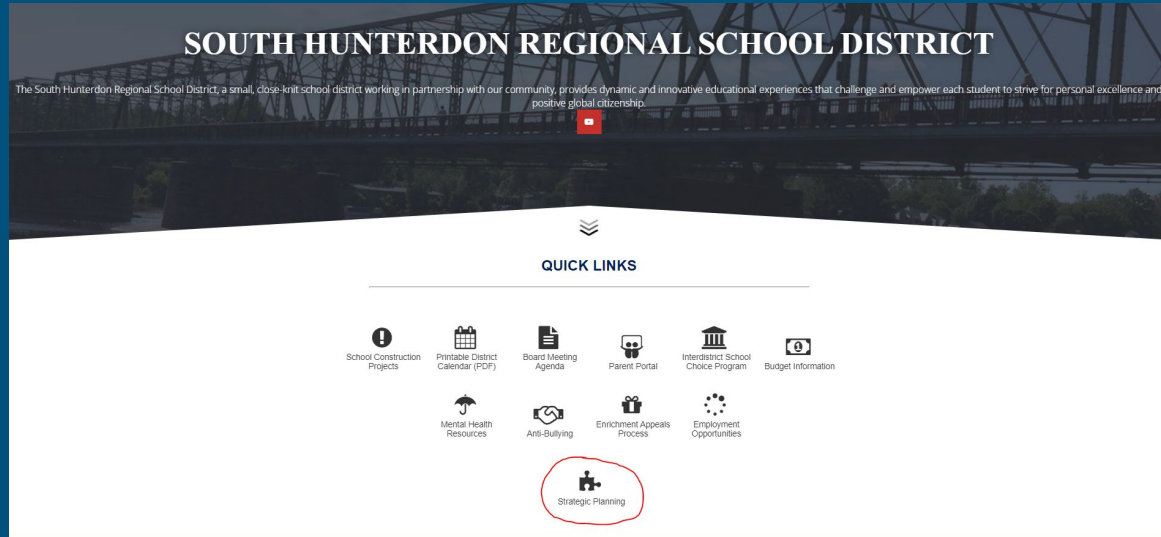 SOUTH HUNTERDON REGIONAL SCHOOL DISTRICT
The South Hunterdon Regional School District, a small, close-knit school district working in partnership with our community, provides dynamic and innovative educational experiences that challenge and empower each student to strive for personal excellence and
positive global citizenship.
QUICK LINKS
School Construction
Projects
Printable District
Calendar (PDF)
Board Meeting
Agenda
Parent Portal
Interdistrict School
Choice Program
Budget Information
Mental Health
Resources
Anti-Bullying
Enrichment Appeals
Process
Employment
Opportunities
Strategic Planning